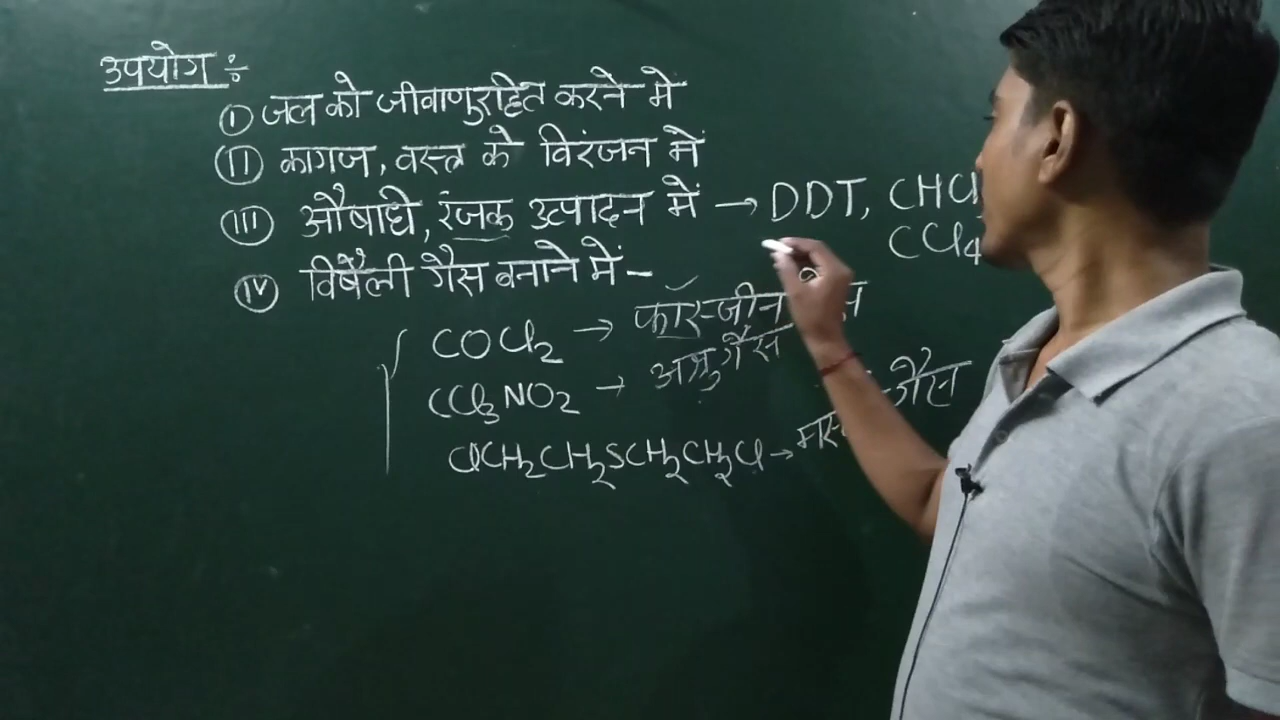 उपयोग :-
(I) जल को जीवाणुरहित करने में
(II) कागज, वस्त्र के विरंजन में
(III) औषधि, रंजक उत्पादन में → DDT, CHCl
CCl4
(IV) विषैली गैस बनाने में -
COCl2 → फॉस्जीन
CCl3NO2 → अश्रु गैस
ClCH2CH2SCH2CH2Cl → गैस